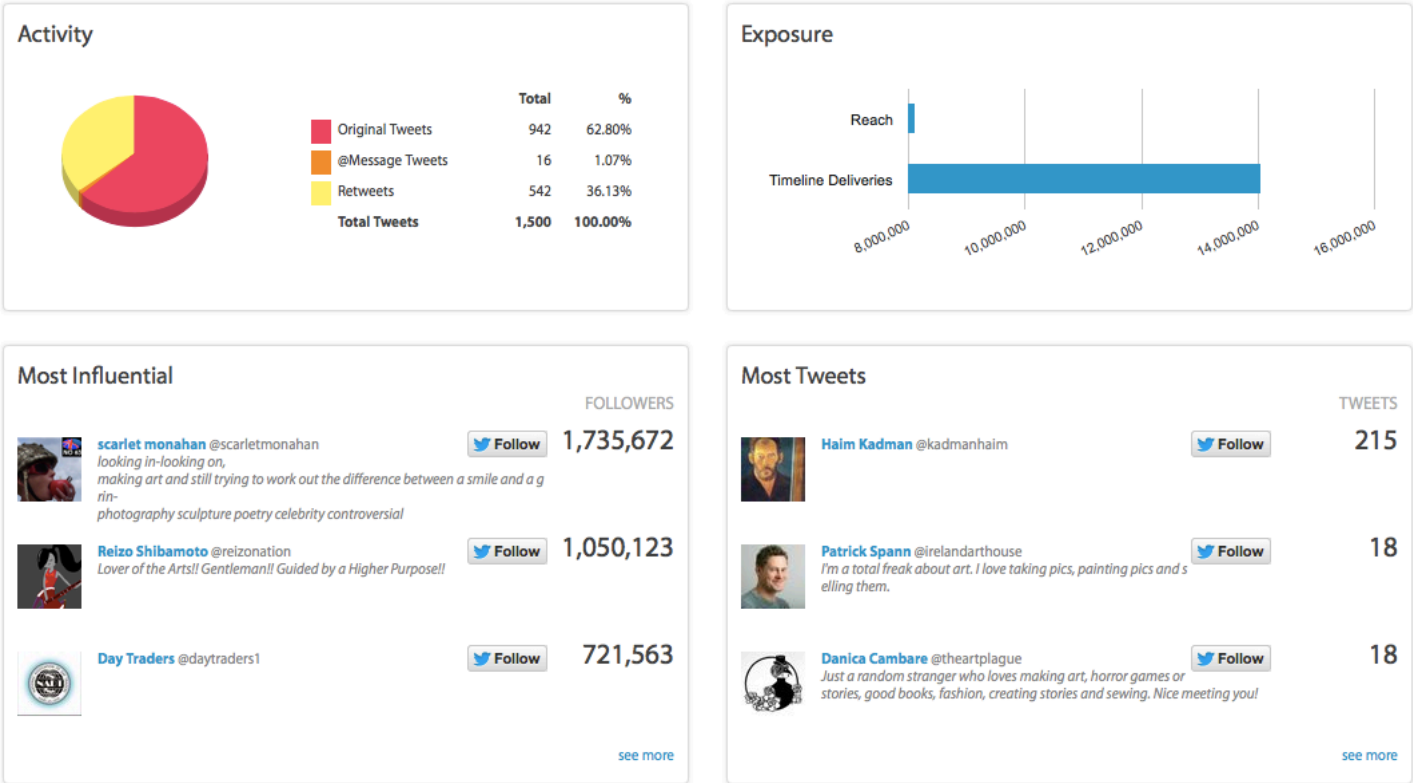 Activity
Total %
Original Tweets 942 62.80%
@Message Tweets 16 1.07%
Retweets 542 36.13%
Total Tweets 1,500 100.00%
Exposure
Reach
Timeline Deliveries
8,000,000 10,000,000 12,000,000 14,000,000 16,000,000
Most Influential
FOLLOWERS
scarlet monahan @scarletmonahan Follow 1,735,672
looking in-looking on,
making art and still trying to work out the difference between a smile and a g
rin-
photography sculpture poetry celebrity controversial
Reizo Shibamoto @reizonation Follow 1,050,123
Lover of the Arts!! Gentleman!! Guided by a Higher Purpose!!
Day Traders @daytraders1 Follow 721,563
see more
Most Tweets
TWEETS
Haim Kadman @kadmanhaim Follow 215
Patrick Spann @irelandarthouse Follow 18
I'm a total freak about art. I love taking pics, painting pics and s
elling them.
Danica Cambare @theartplague Follow 18
Just a random stranger who loves making art, horror games or
stories, good books, fashion, creating stories and sewing. Nice meeting you!
see more